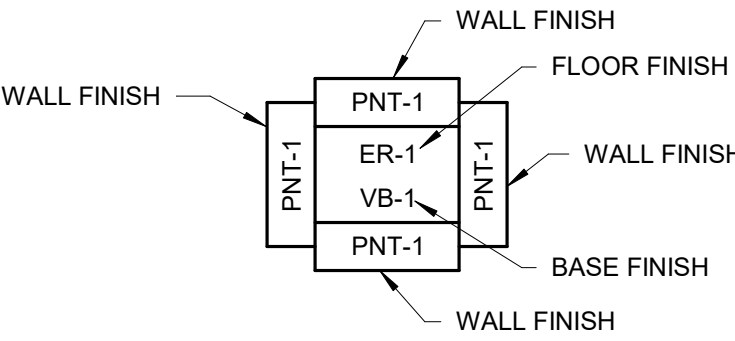 WALL FINISH
FLOOR FINISH
WALL FINISH
PNT-1
PNT-1
ER-1
PNT-1
WALL FINISH
VB-1
PNT-1
BASE FINISH
WALL FINISH